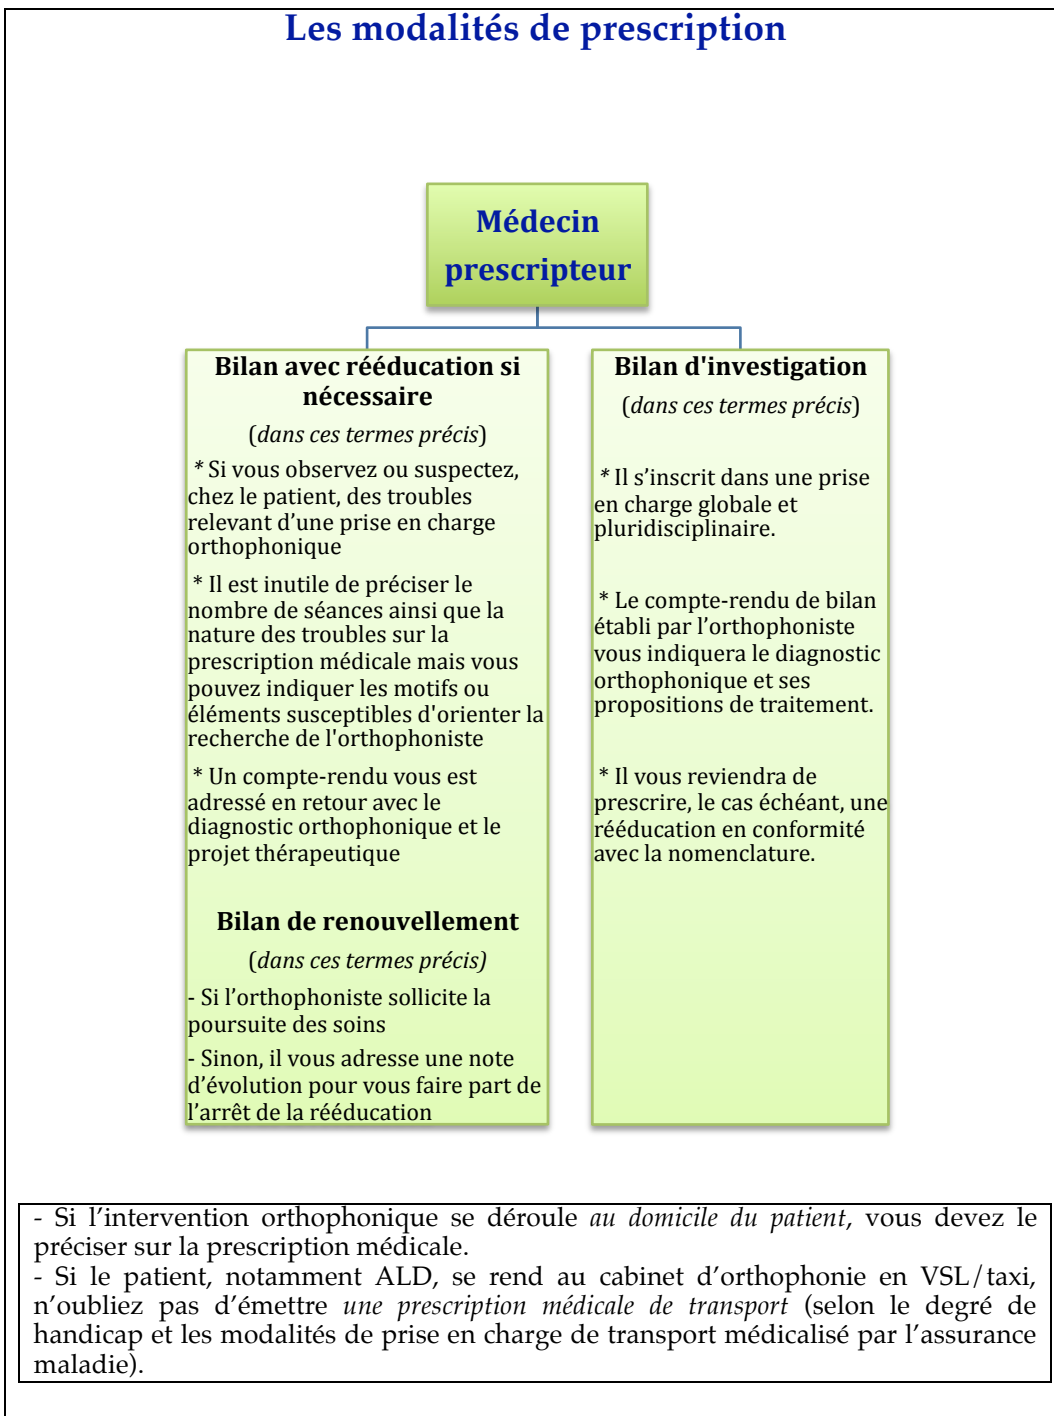 Les modalités de prescription
Médecin
prescripteur
Bilan avec rééducation si
nécessaire
(dans ces termes précis)
* Si vous observez ou suspectez,
chez le patient, des troubles
relevant d’une prise en charge
orthophonique
* Il est inutile de préciser le
nombre de séances ainsi que la
nature des troubles sur la
prescription médicale mais vous
pouvez indiquer les motifs ou
éléments susceptibles d'orienter la
recherche de l'orthophoniste
* Un compte-rendu vous est
adressé en retour avec le
diagnostic orthophonique et le
projet thérapeutique
Bilan de renouvellement
(dans ces termes précis)
- Si l’orthophoniste sollicite la
poursuite des soins
- Sinon, il vous adresse une note
d’évolution pour vous faire part de
l’arrêt de la rééducation
Bilan d'investigation
(dans ces termes précis)
* Il s’inscrit dans une prise
en charge globale et
pluridisciplinaire.
* Le compte-rendu de bilan
établi par l’orthophoniste
vous indiquera le diagnostic
orthophonique et ses
propositions de traitement.
* Il vous reviendra de
prescrire, le cas échéant, une
rééducation en conformité
avec la nomenclature.
- Si l’intervention orthophonique se déroule au domicile du patient, vous devez le
préciser sur la prescription médicale.
- Si le patient, notamment ALD, se rend au cabinet d’orthophonie en VSL/taxi,
n’oubliez pas d’émettre une prescription médicale de transport (selon le degré de
handicap et les modalités de prise en charge de transport médicalisé par l’assurance
maladie).